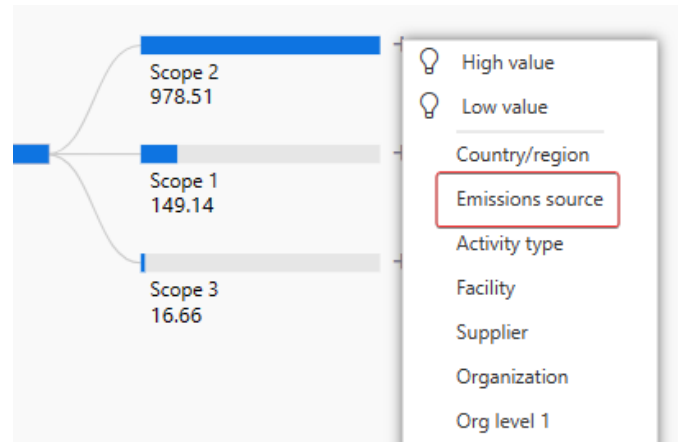 Scope 2
978.51
Scope 1
149.14
Scope 3
16.66
High value
Low value
Country/region
Emissions source
Activity type
Facility
Supplier
Organization
Org level 1